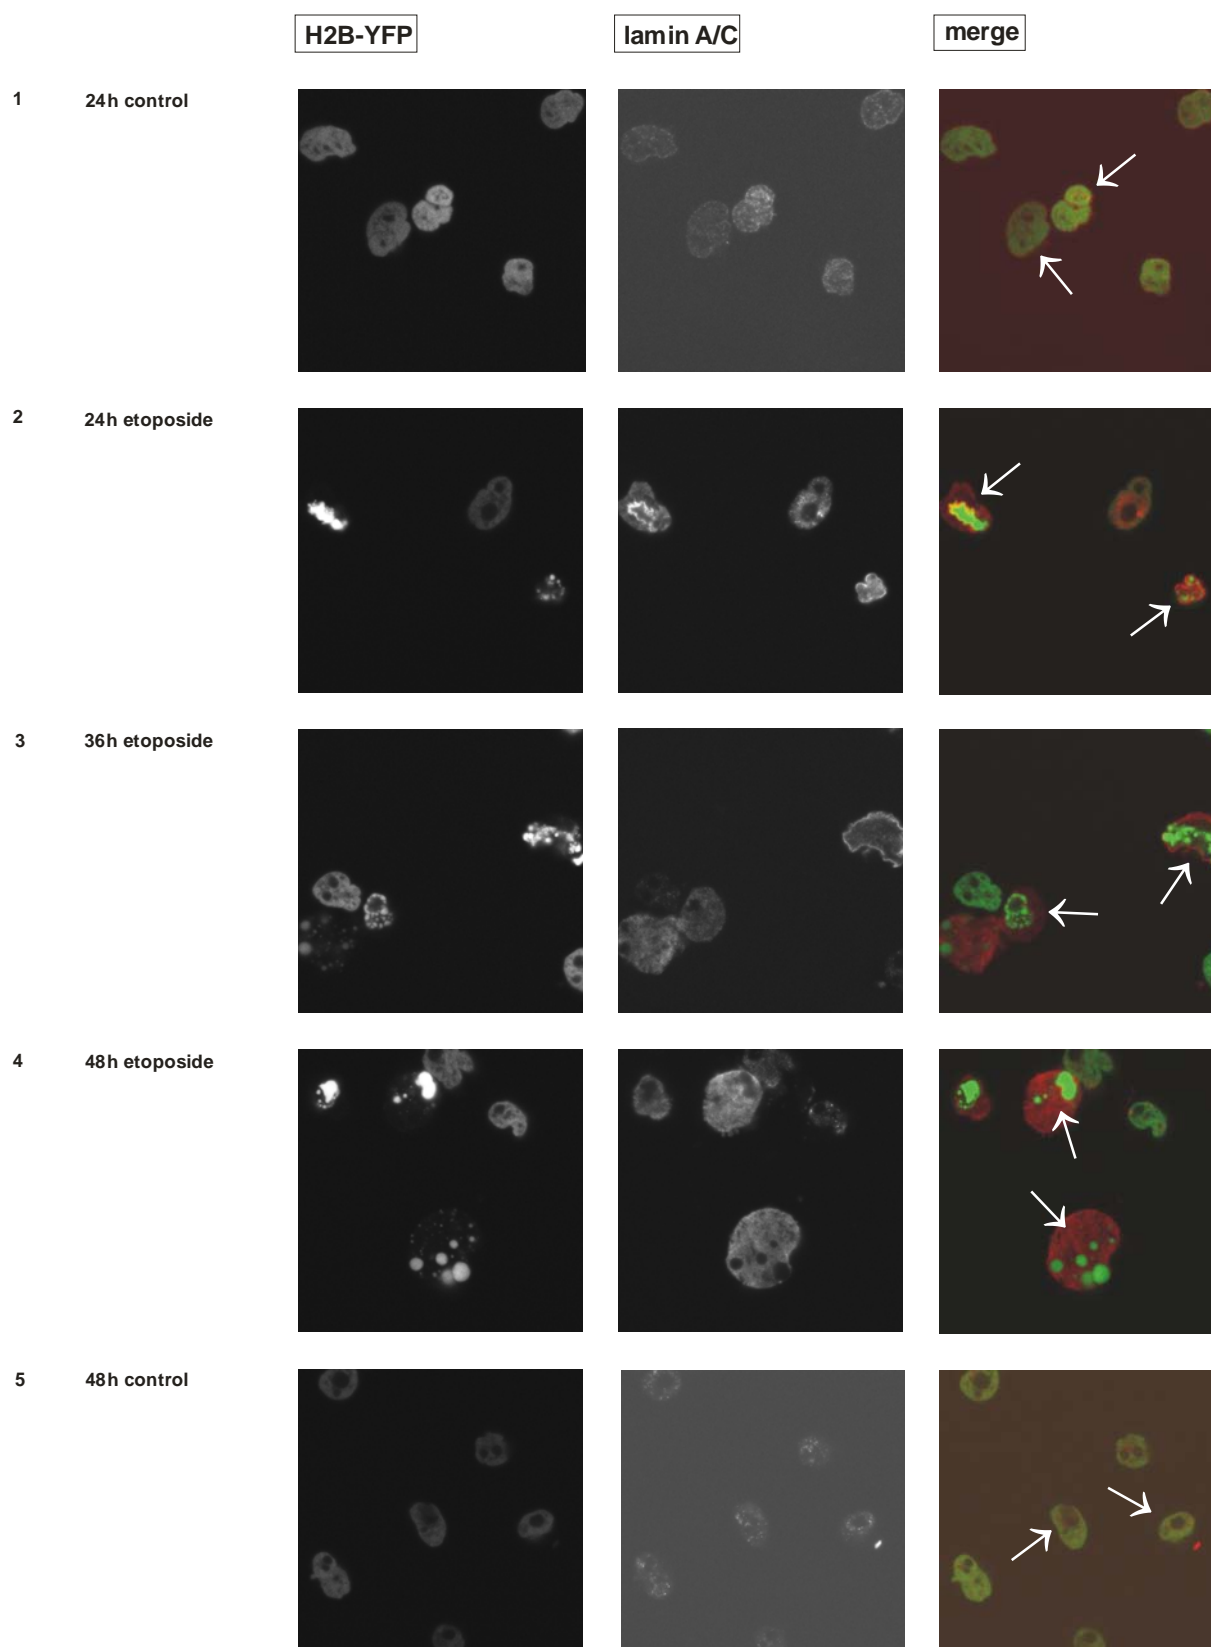 H2B-YFP lamin A/C merge
1 24h control
2 24h etoposide
3 36h etoposide
4 48h etoposide
5 48h control